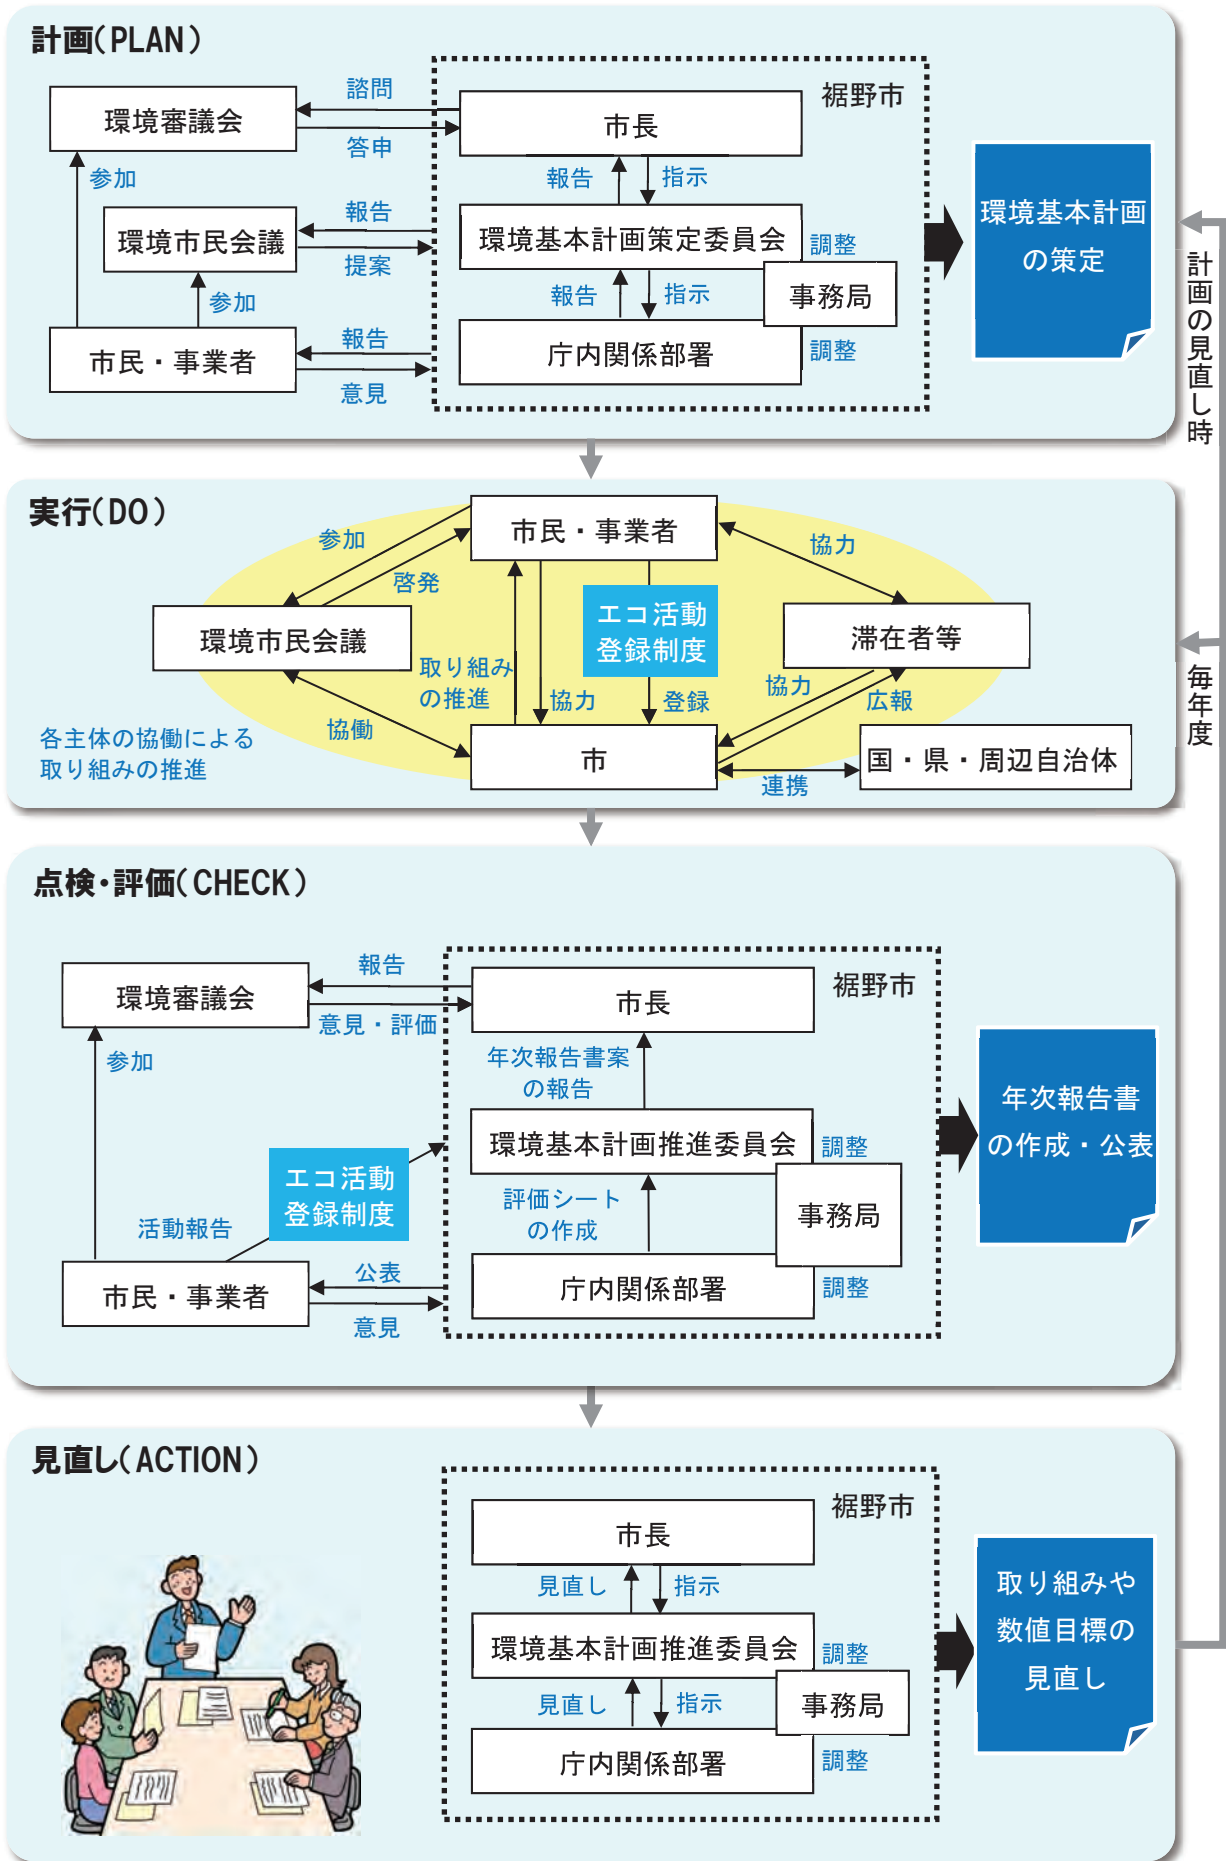 計画(PLAN)
裾野市
諮問
環境審議会
市長
答申
参加
報告
指示
環境基本計画
の策定
報告
環境市民会議
環境基本計画策定委員会
調整
提案
参加
報告
指示
事務局
報告
市民・事業者
庁内関係部署
調整
意見
計画の見直し時
実行(DO)
市民・事業者
参加
協力
啓発
エコ活動
登録制度
環境市民会議
滞在者等
取り組み
の推進
協力
登録
協力
広報
毎年度
協働
各主体の協働による
取り組みの推進
市
国・県・周辺自治体
連携
点検・評価(CHECK)
裾野市
報告
環境審議会
市長
意見・評価
参加
年次報告書案
の報告
年次報告書
の作成・公表
環境基本計画推進委員会
調整
エコ活動
登録制度
評価シート
の作成
事務局
活動報告
公表
市民・事業者
庁内関係部署
調整
意見
見直し(ACTION)
裾野市
市長
見直し
指示
取り組みや
数値目標の
見直し
環境基本計画推進委員会
調整
見直し
指示
事務局
庁内関係部署
調整